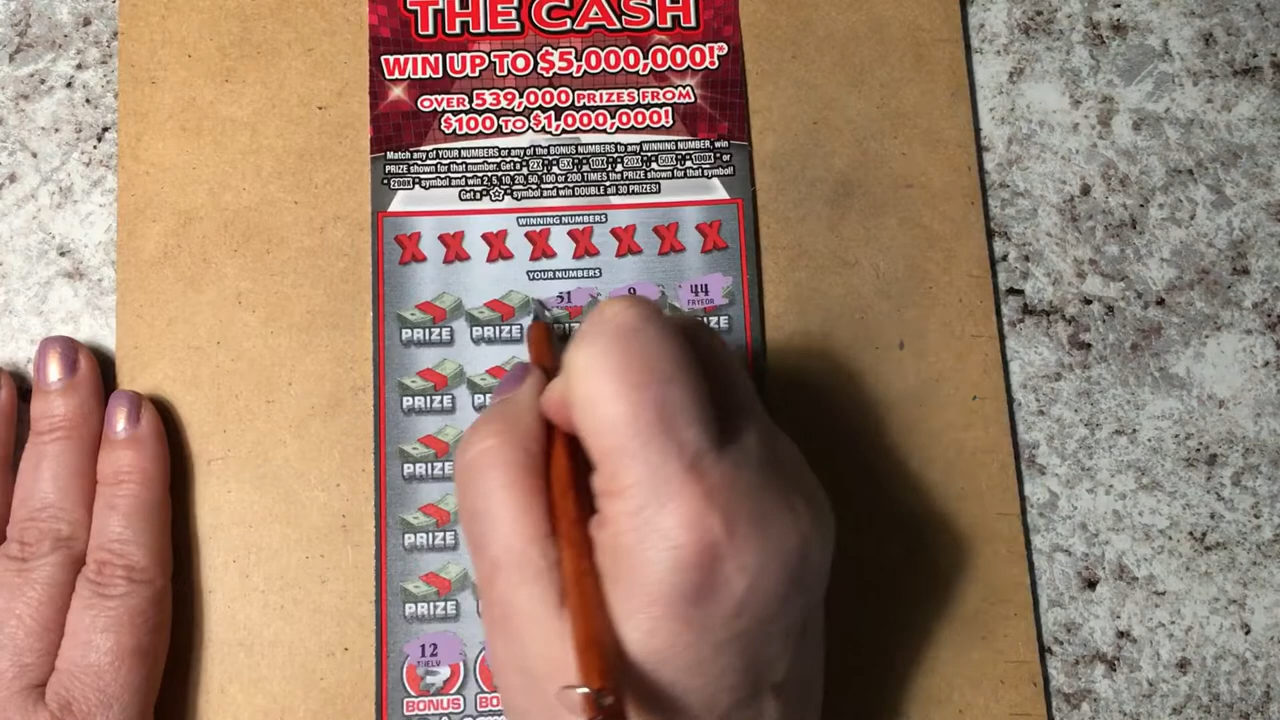 THE CASH
WIN UP TO $5,000,000!*
OVER 539,000 PRIZES FROM
$100 TO $1,000,000!
Match any of YOUR NUMBERS or any of the BONUS NUMBERS to any WINNING NUMBER, win
PRIZE shown for that number. Get a "2X", "5X", "10X", "20X", "50X", "100X" or
"200X" symbol and win 2, 5, 10, 20, 50, 100 or 200 TIMES the PRIZE shown for that symbol!
Get a "☆" symbol and win DOUBLE all 30 PRIZES!
WINNING NUMBERS
X X X X X X X X
YOUR NUMBERS
51 9 44
FRYFOR
PRIZE PRIZE
PRIZE
PRIZE
PRIZE
PRIZE
12
TWELV
BONUS